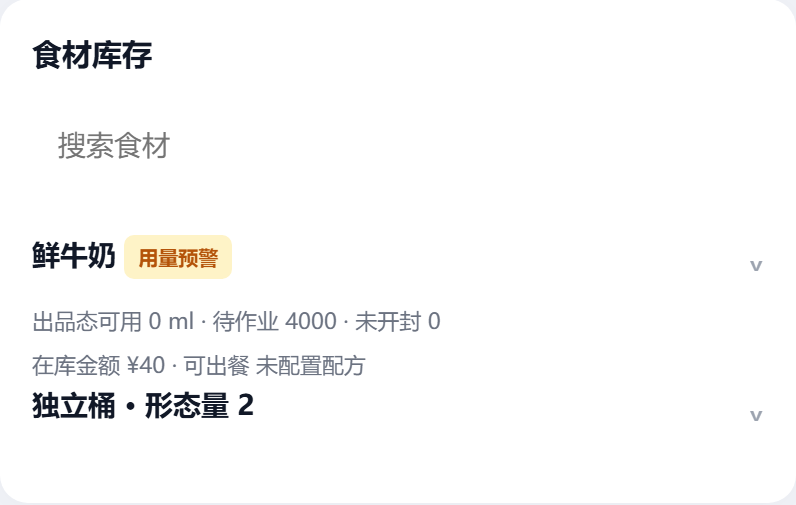 食材库存
搜索食材
鲜牛奶 用量预警 v
出品态可用 0 ml · 待作业 4000 · 未开封 0
在库金额 ¥40 · 可出餐 未配置配方
独立桶 · 形态量 2 v